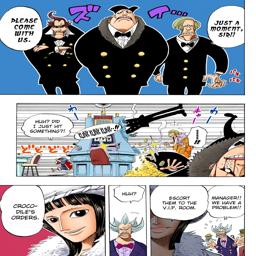 PLEASE
COME
WITH
US.
JUST A
MOMENT,
SIR!!
HUH? DID
I JUST HIT
SOMETHING?!
CROCO-
DILE'S
ORDERS.
HUH?
ESCORT
THEM TO THE
V.I.P. ROOM.
MANAGER!!
WE HAVE A
PROBLEM!!